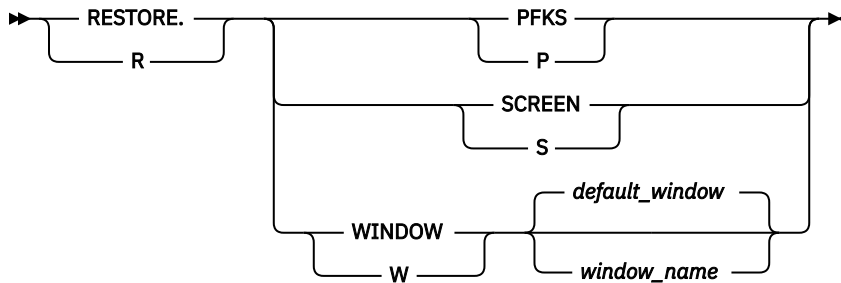 RESTORE. PFKS
R P
SCREEN
S
default_window
WINDOW
W window_name